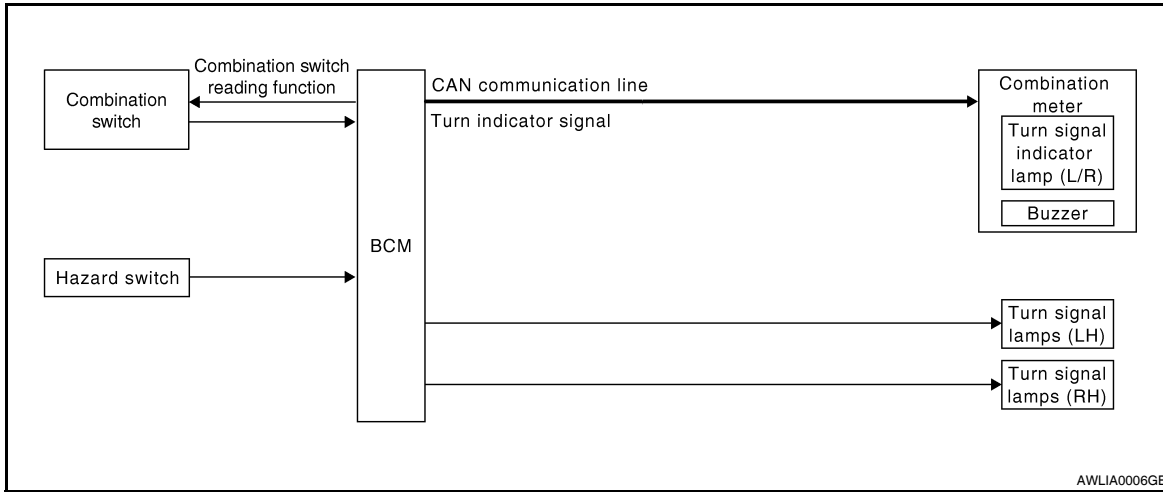 Combination
switch
Combination switch
reading function
Hazard switch
BCM
CAN communication line
Turn indicator signal
Combination
meter
Turn signal
indicator
lamp (L/R)
Buzzer
Turn signal
lamps (LH)
Turn signal
lamps (RH)